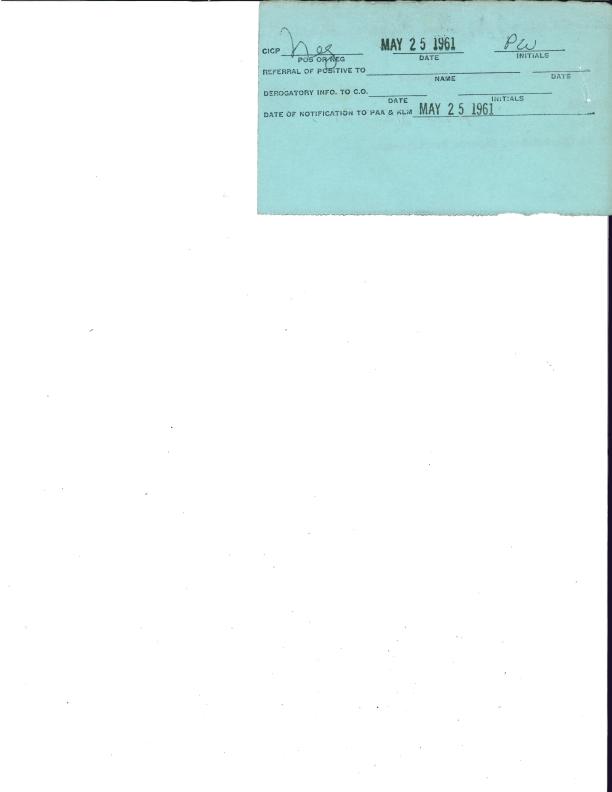 CICP Neg MAY 25 1961 PW
POS OR NEG DATE INITIALS
REFERRAL OF POSITIVE TO
NAME DATE
DEROGATORY INFO. TO C.O.
DATE INITIALS
DATE OF NOTIFICATION TO PAA & KLM MAY 25 1961